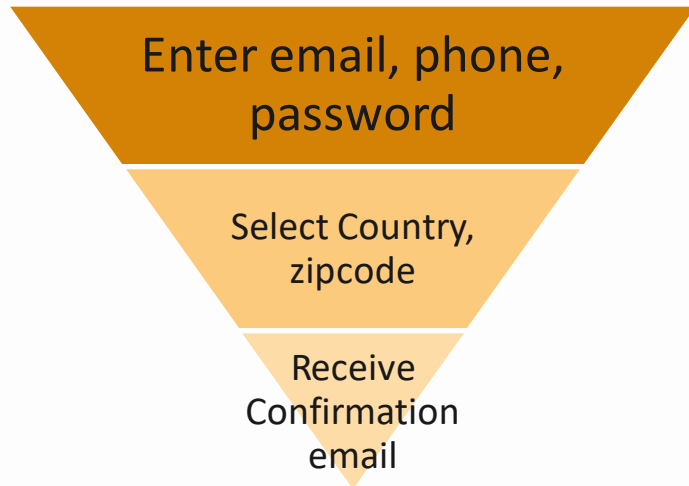 Enter email, phone,
password
Select Country,
zipcode
Receive
Confirmation
email